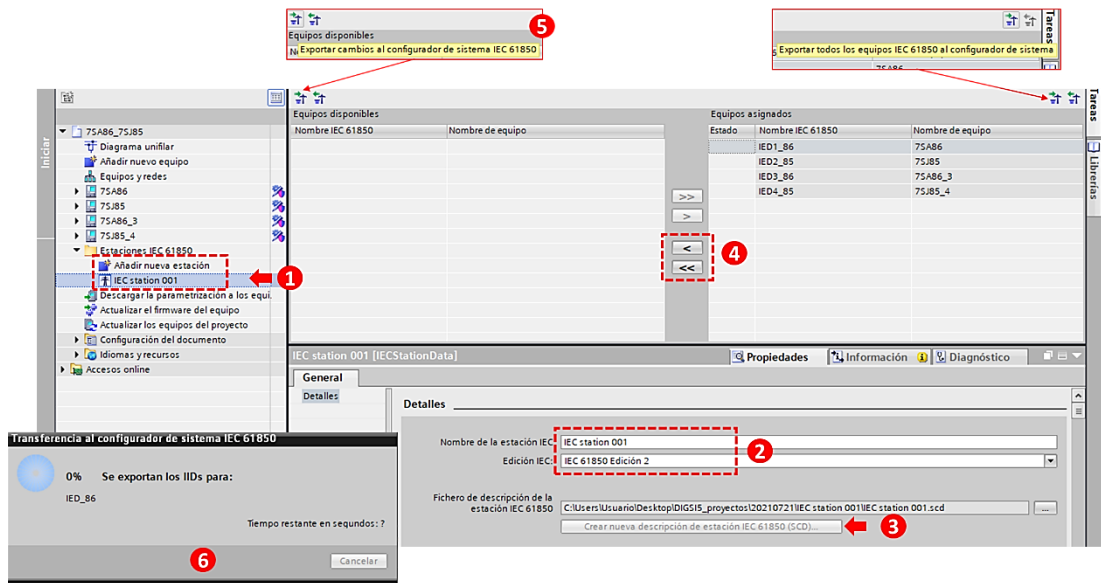 Equipos disponibles
Exportar cambios al configurador de sistema IEC 61850
5
Tareas
Exportar todos los equipos IEC 61850 al configurador de sistema
7SA86
Iniciar
7SA86_7SJ85
Diagrama unifilar
Añadir nuevo equipo
Equipos y redes
7SA86
7SJ85
7SA86_3
7SJ85_4
Estaciones IEC 61850
Añadir nueva estación
IEC station 001
1
Descargar la parametrización a los equi.
Actualizar el firmware del equipo
Actualizar los equipos del proyecto
Configuración del documento
Idiomas y recursos
Accesos online
Equipos disponibles
Nombre IEC 61850 Nombre de equipo
>>
>
<
<<
4
Equipos asignados
Estado Nombre IEC 61850 Nombre de equipo
IED1_86 7SA86
IED2_85 7SJ85
IED3_86 7SA86_3
IED4_85 7SJ85_4
Tareas
Librerías
IEC station 001 [IECStationData]
Propiedades Información Diagnóstico
General
Detalles
Detalles
Nombre de la estación IEC IEC station 001
Edición IEC: IEC 61850 Edición 2
2
Fichero de descripción de la
estación IEC 61850 C:\Users\Usuario\Desktop\DIGSI5_proyectos\20210721\IEC station 001\IEC station 001.scd ...
Crear nueva descripción de estación IEC 61850 (SCD)...
3
Transferencia al configurador de sistema IEC 61850
0% Se exportan los IIDs para:
IED_86
Tiempo restante en segundos: ?
6
Cancelar